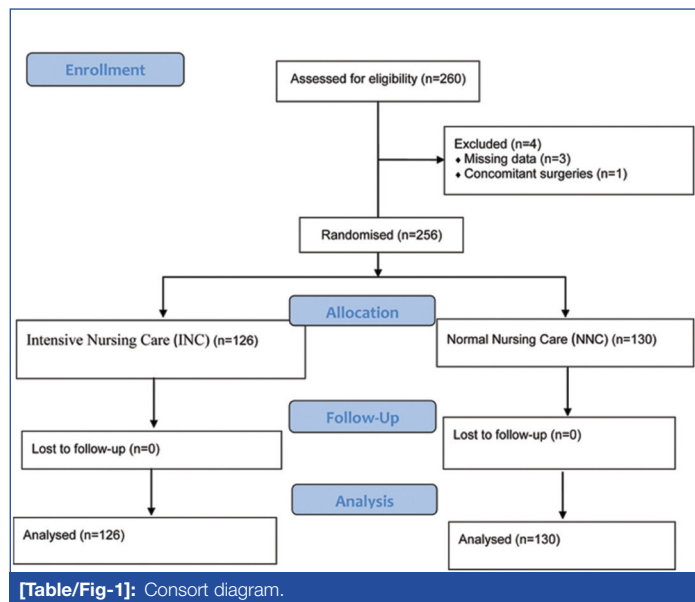 Enrollment
Assessed for eligibility (n=260)
Excluded (n=4)
♦ Missing data (n=3)
♦ Concomitant surgeries (n=1)
Randomised (n=256)
Allocation
Intensive Nursing Care (INC) (n=126)
Normal Nursing Care (NNC) (n=130)
Follow-Up
Lost to follow-up (n=0)
Lost to follow-up (n=0)
Analysis
Analysed (n=126)
Analysed (n=130)
[Table/Fig-1]: Consort diagram.